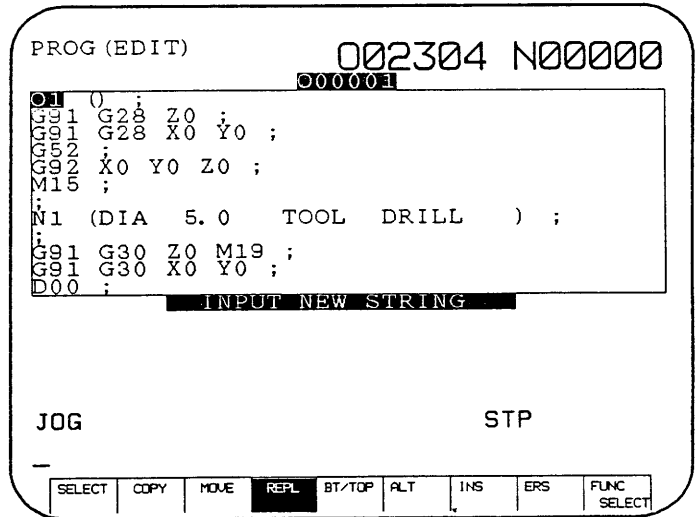 PROG (EDIT)
O02304 N00000
O00001
O1 () ;
G91 G28 Z0 ;
G91 G28 X0 Y0 ;
G52 ;
G92 X0 Y0 Z0 ;
M15 ;
;
N1 (DIA 5.0 TOOL DRILL ) ;
;
G91 G30 Z0 M19 ;
G91 G30 X0 Y0 ;
D00 ;
INPUT NEW STRING
JOG STP
_
SELECT COPY MOVE REPL BT/TOP ALT INS ERS FUNC SELECT